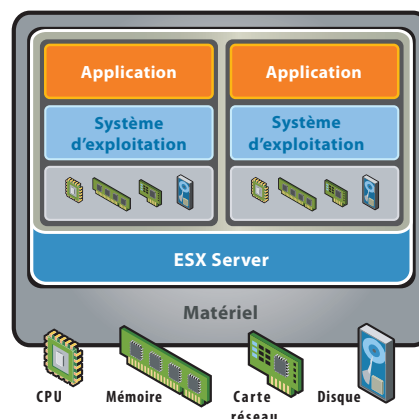 Application
Application
Système
d'exploitation
Système
d'exploitation
ESX Server
Matériel
CPU
Mémoire
Carte
réseau
Disque